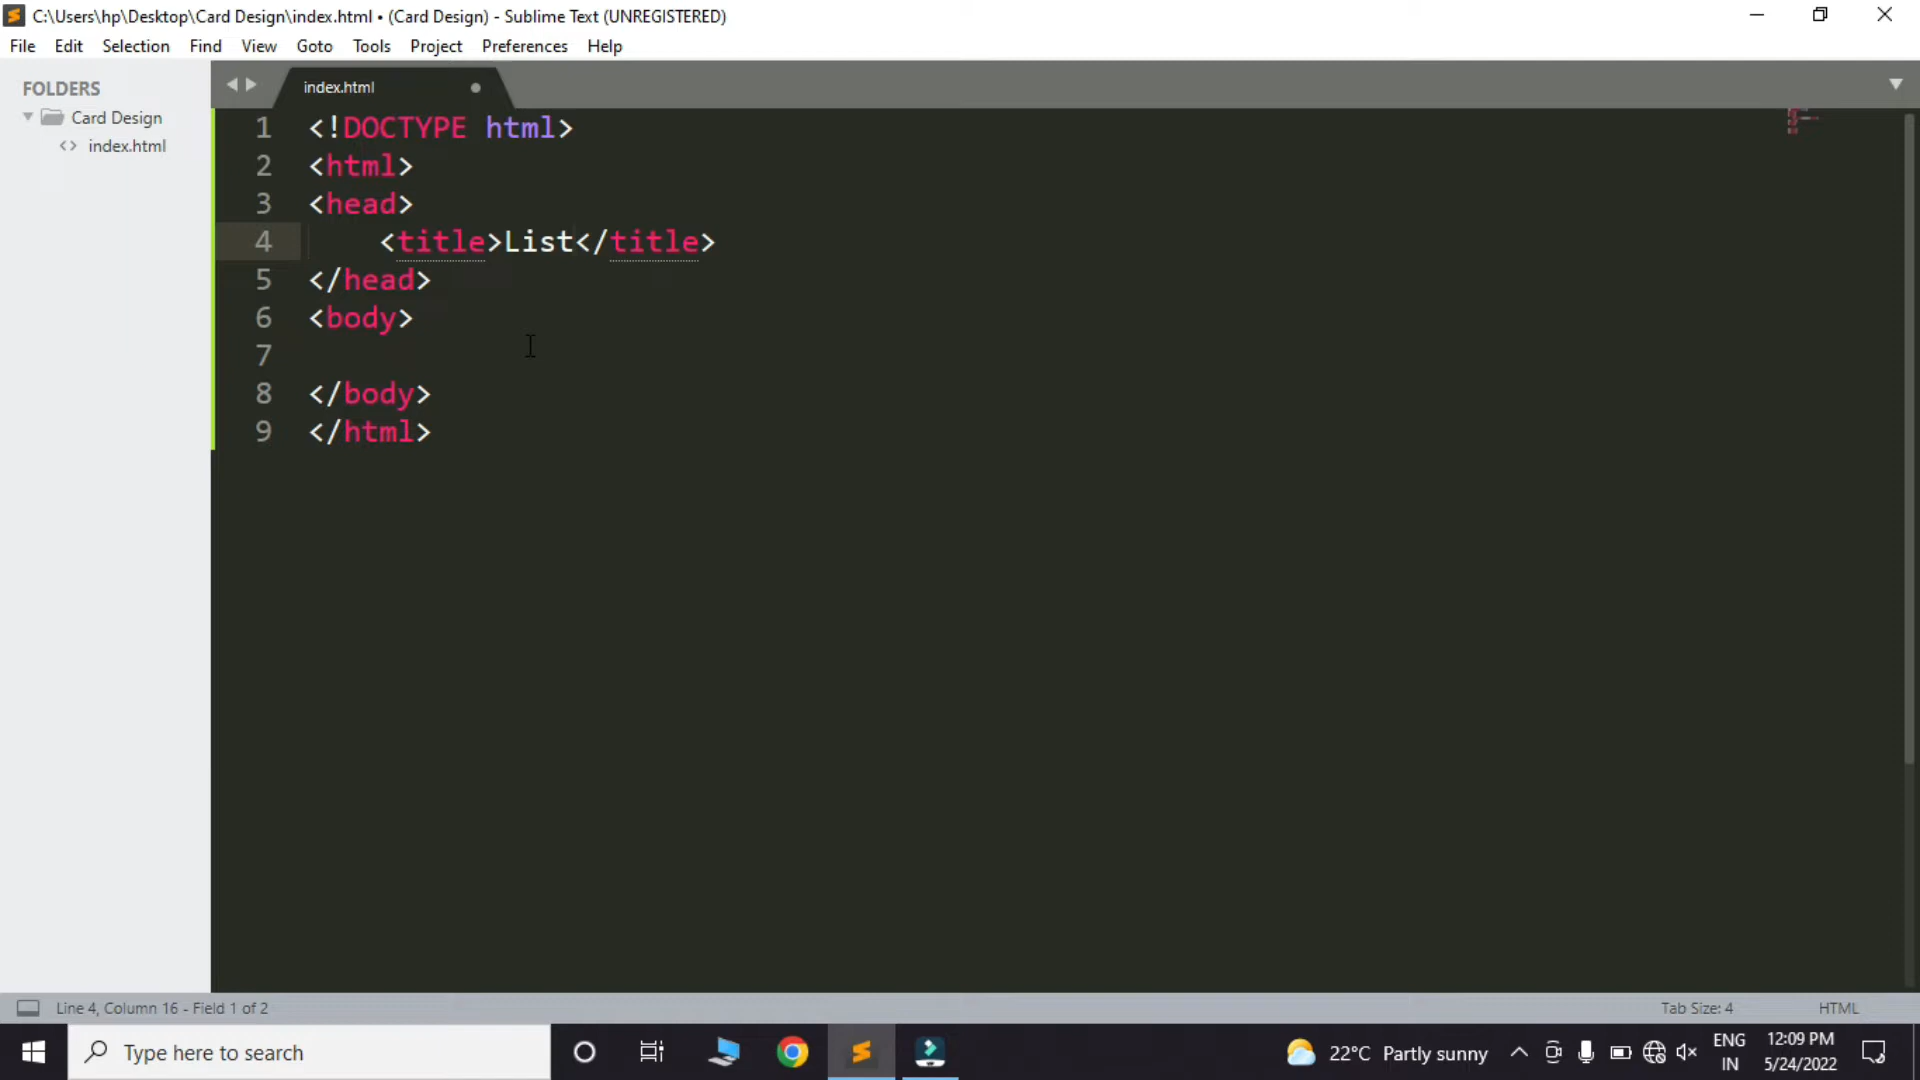 C:\Users\hp\Desktop\Card Design\index.html • (Card Design) - Sublime Text (UNREGISTERED)
File Edit Selection Find View Goto Tools Project Preferences Help
FOLDERS
Card Design
index.html
index.html
1 <!DOCTYPE html>
2 <html>
3 <head>
4 <title>List</title>
5 </head>
6 <body>
7
8 </body>
9 </html>
Line 4, Column 16 - Field 1 of 2
Tab Size: 4
HTML
Type here to search
22°C Partly sunny
ENG
IN
12:09 PM
5/24/2022